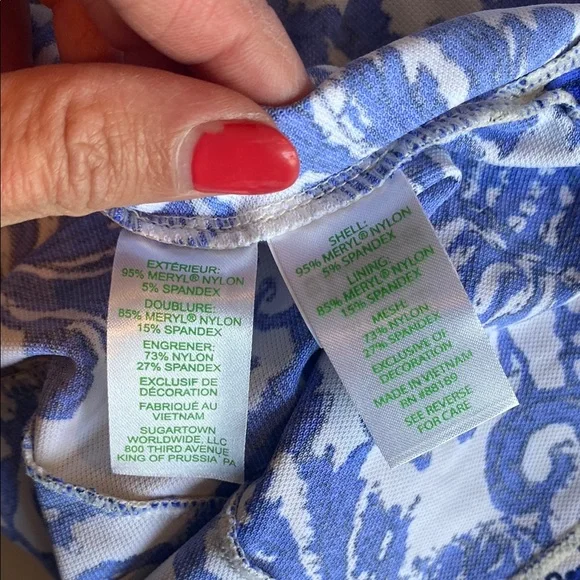 EXTÉRIEUR:
95% MERYL® NYLON
5% SPANDEX
DOUBLURE:
85% MERYL® NYLON
15% SPANDEX
ENGRENER:
73% NYLON
27% SPANDEX
EXCLUSIF DE
DÉCORATION
FABRIQUÉ AU
VIETNAM
SUGARTOWN
WORLDWIDE, LLC
800 THIRD AVENUE
KING OF PRUSSIA PA
SHELL:
95% MERYL® NYLON
5% SPANDEX
LINING:
85% MERYL® NYLON
15% SPANDEX
MESH:
73% NYLON
27% SPANDEX
EXCLUSIVE OF
DECORATION
MADE IN VIETNAM
RN #88189
SEE REVERSE
FOR CARE